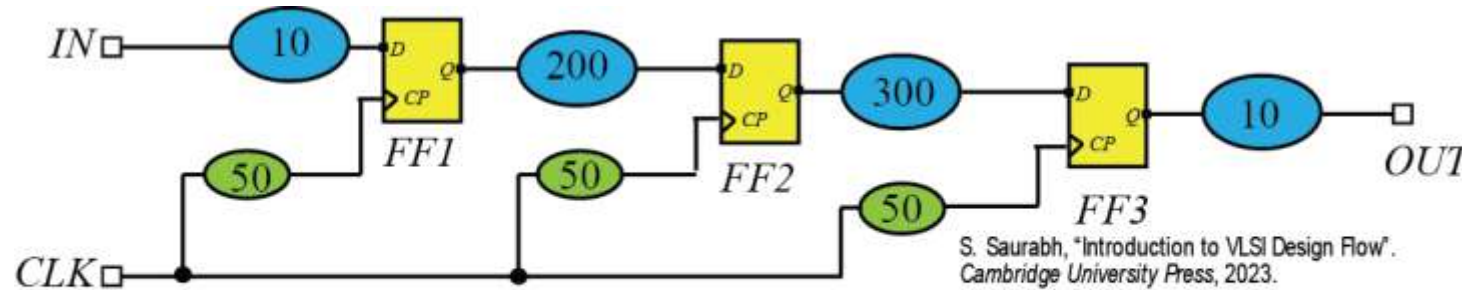 IN
10
D
Q
CP
FF1
200
D
Q
CP
FF2
300
D
Q
CP
FF3
10
OUT
50
50
50
CLK
S. Saurabh, "Introduction to VLSI Design Flow".
Cambridge University Press, 2023.